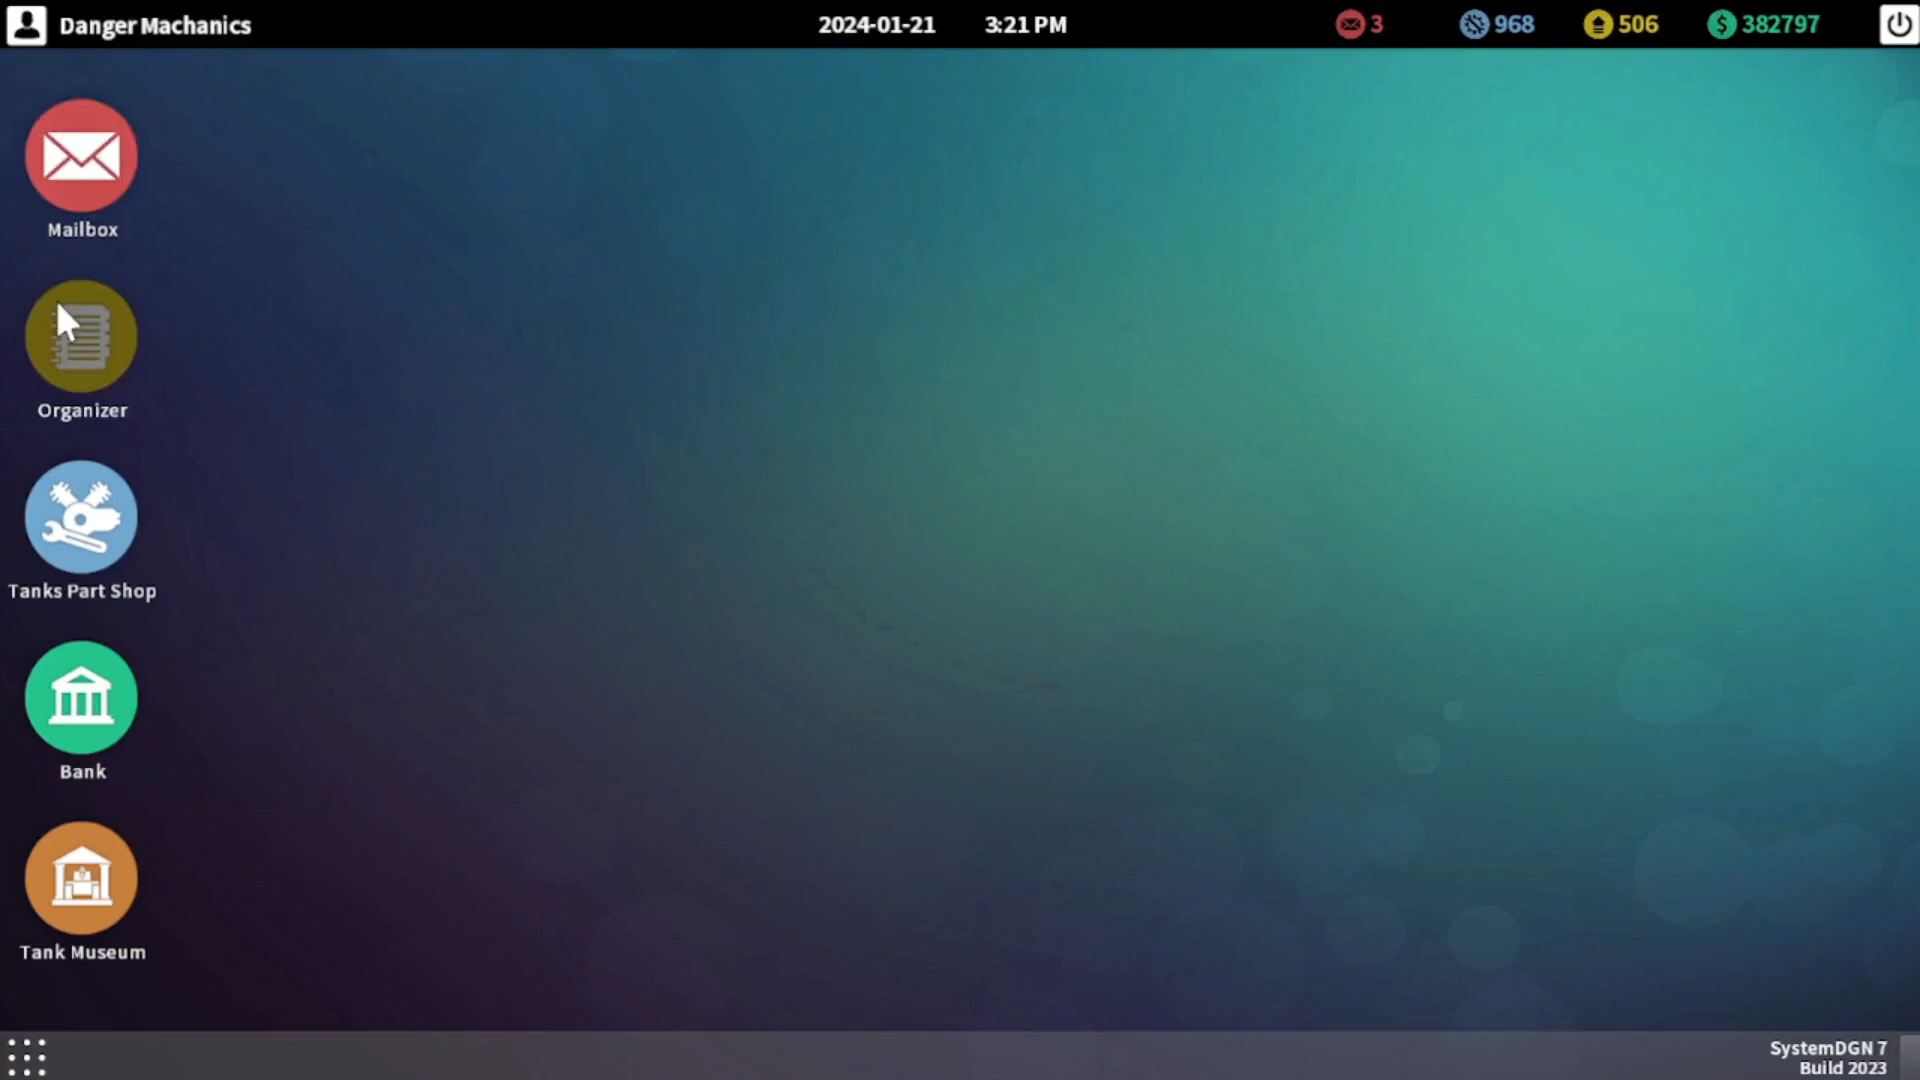 Danger Machanics
2024-01-21 3:21 PM
3 968 506 $ 382797
Mailbox
Organizer
Tanks Part Shop
Bank
Tank Museum
SystemDGN 7
Build 2023